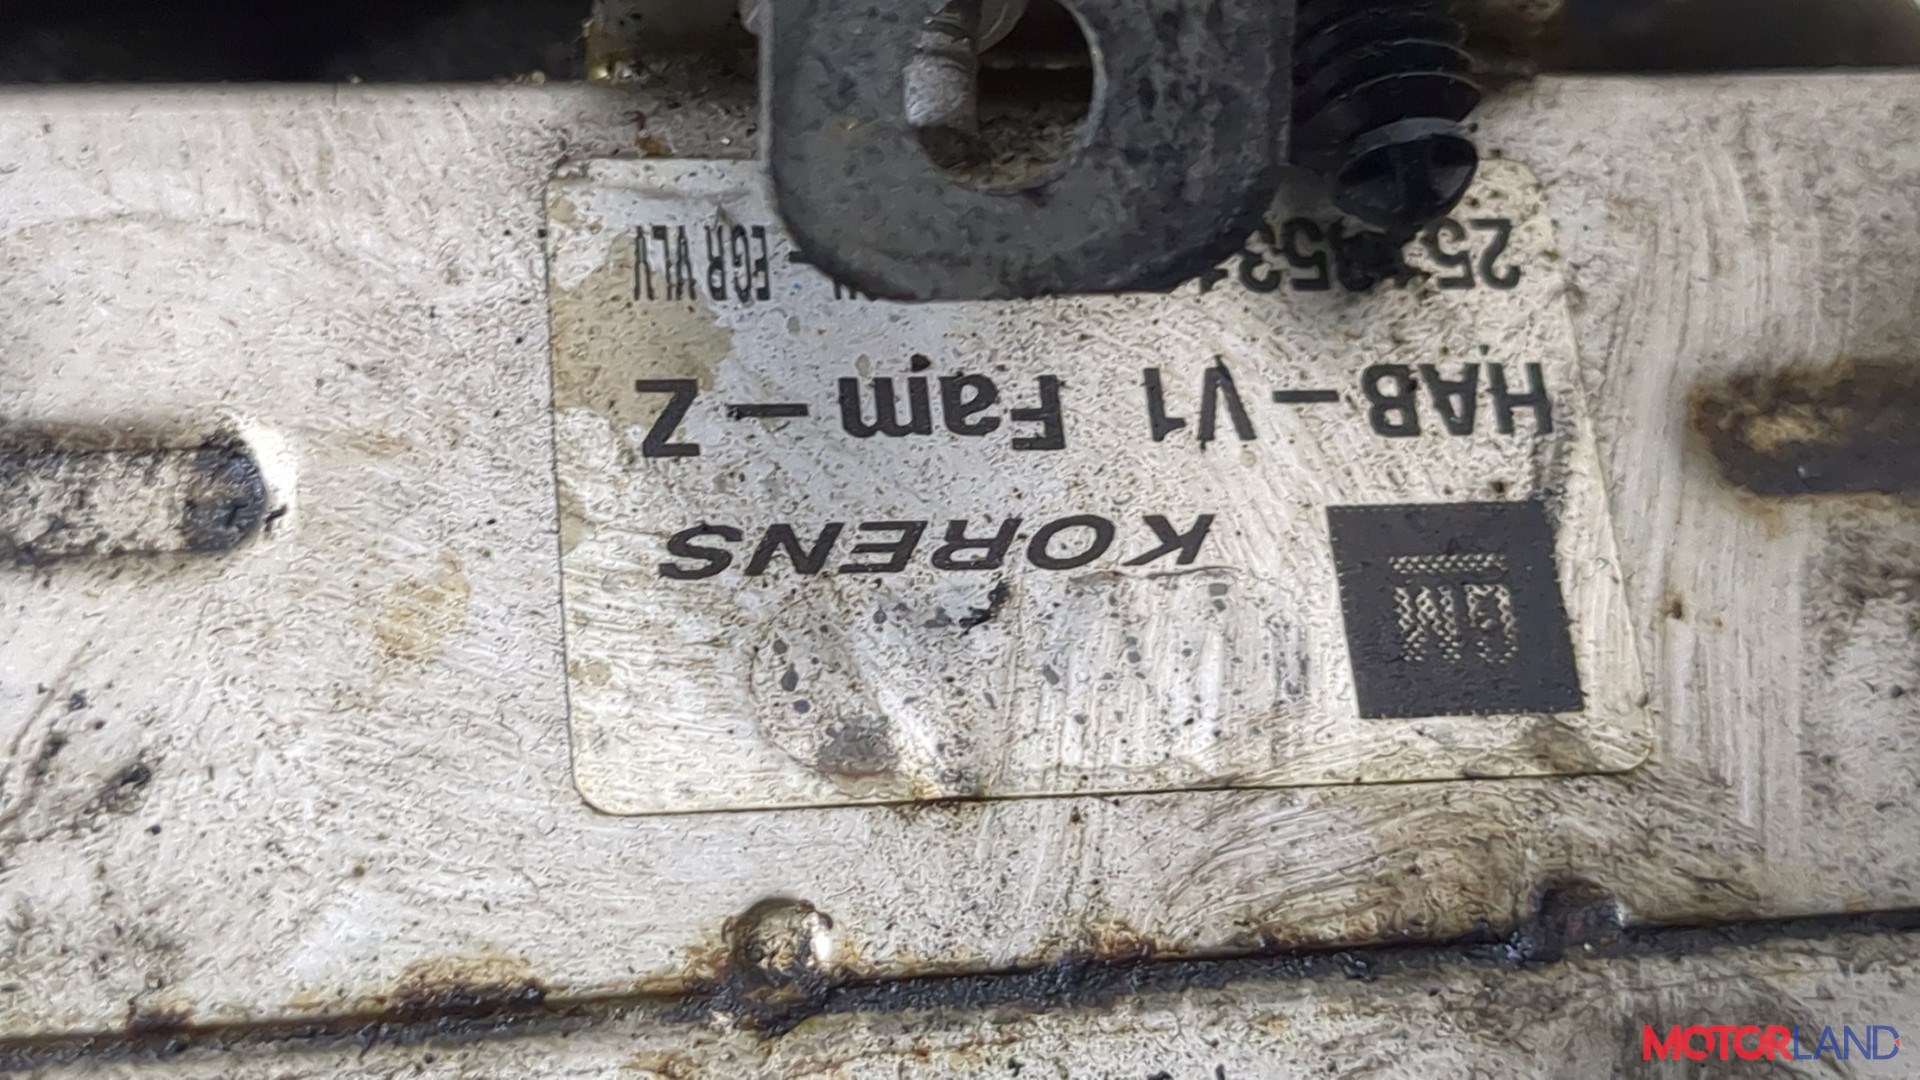 GM KORENS
HAB - V1 Fam - Z
EGR VLV
MOTORLAND